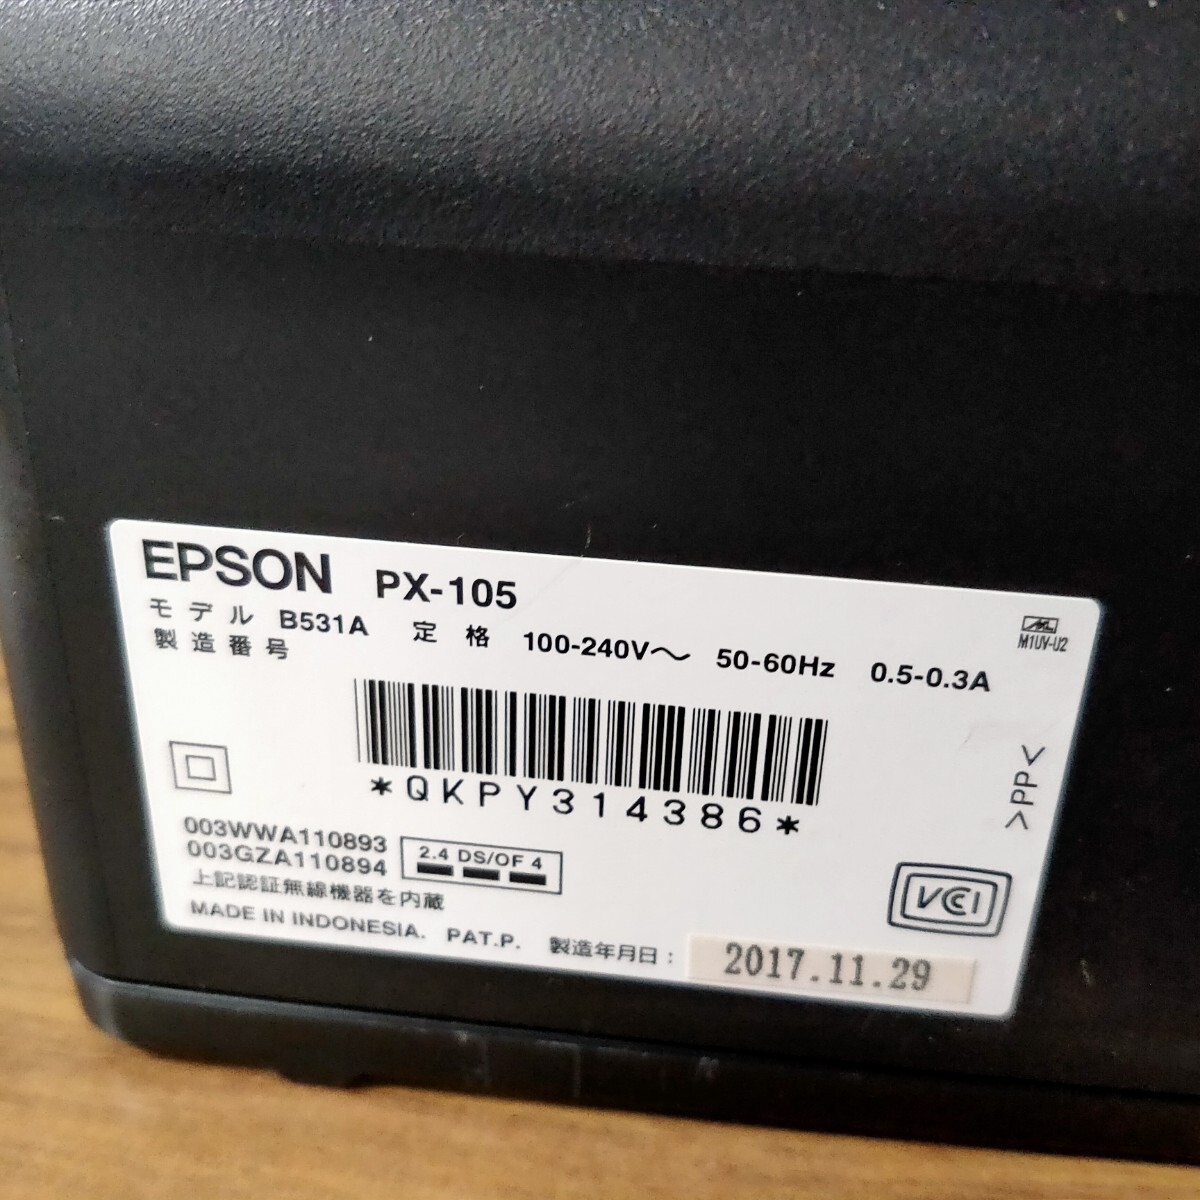 EPSON PX-105
モデル B531A 定格 100-240V～ 50-60Hz 0.5-0.3A
製造番号
M1UV-U2
*QKPY314386*
>PP<
003WWA110893
003GZA110894
2.4 DS/OF 4
上記認証無線機器を内蔵
VCCI
MADE IN INDONESIA. PAT.P. 製造年月日: 2017.11.29